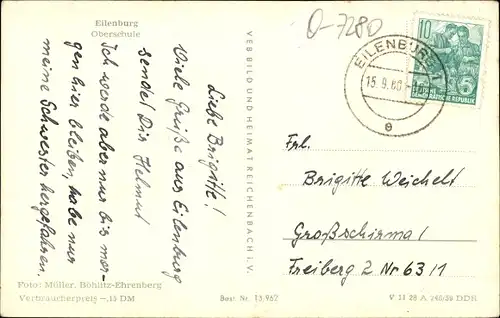 Eilenburg
Oberschule
O-7280
Liebe Brigitte!
Viele Grüße aus Eilenburg
sendet Dir Helmut
Ich werde aber nur bis mor-
gen hier bleiben, habe nur
meine Schwester hergefahren.
Foto: Müller, Böhlitz-Ehrenberg
Verbraucherpreis -,15 DM
VEB BILD UND HEIMAT REICHENBACH I. V.
Best. Nr. 13/962
EILENBURG 1
15.9.60
e
10
REPUBLIK
Frl.
Brigitte Weichelt
Großschirma/
Freiberg 2 Nr 63/1
V 11 28 A 740/59 DDR